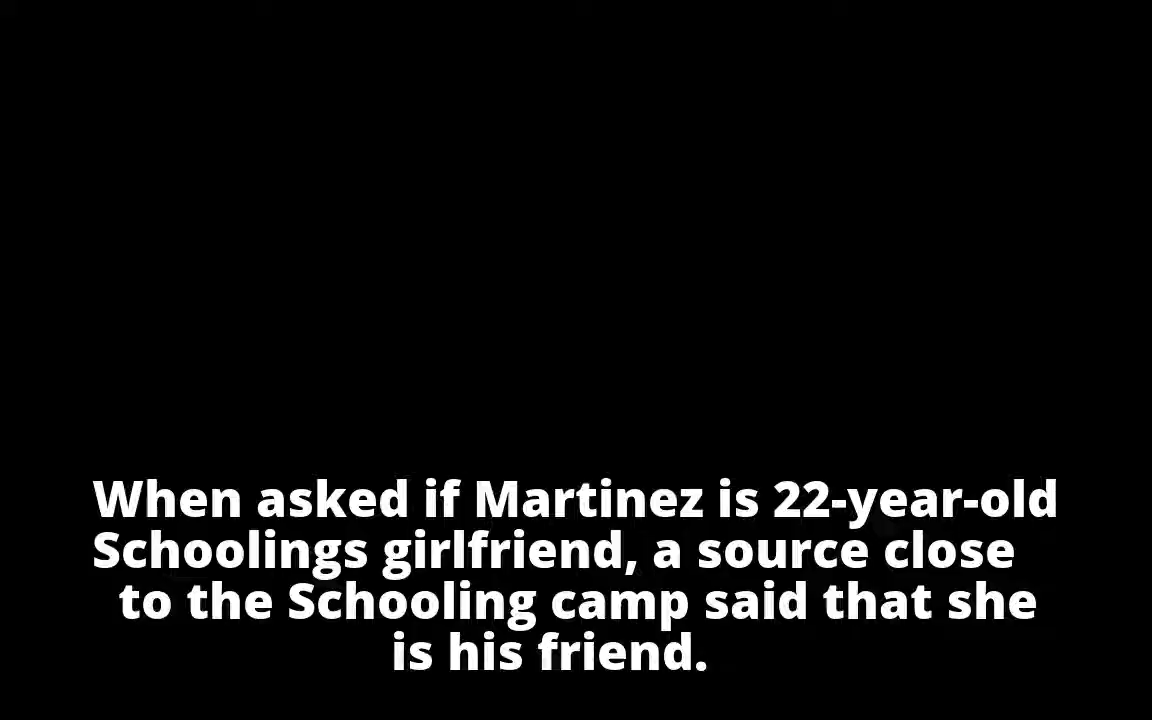 When asked if Martinez is 22-year-old
Schoolings girlfriend, a source close
to the Schooling camp said that she
is his friend.